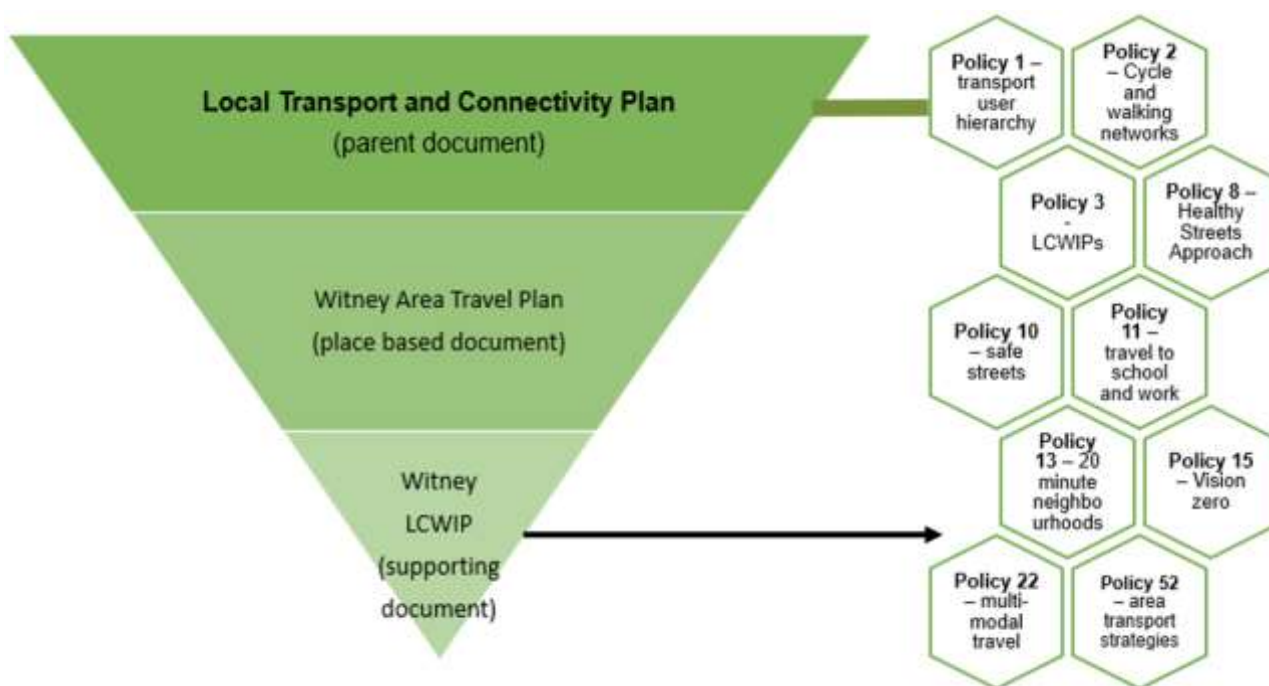 Local Transport and Connectivity Plan
(parent document)
Witney Area Travel Plan
(place based document)
Witney
LCWIP
(supporting
document)
Policy 1 –
transport
user
hierarchy
Policy 2
– Cycle
and
walking
networks
Policy 3
-
LCWIPs
Policy 8 –
Healthy
Streets
Approach
Policy 10
– safe
streets
Policy
11 –
travel to
school
and work
Policy
13 – 20
minute
neighbo
urhoods
Policy 15
– Vision
zero
Policy 22
– multi-
modal
travel
Policy 52
– area
transport
strategies